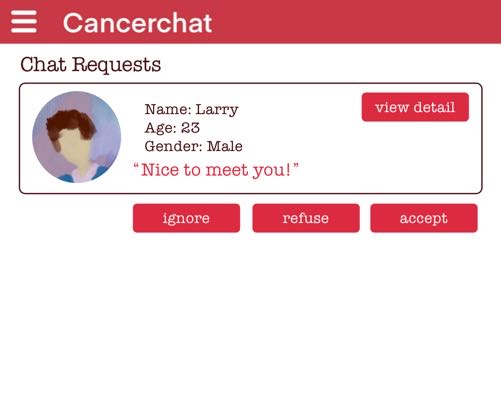 Cancerchat
Chat Requests
view detail
Name: Larry
Age: 23
Gender: Male
“Nice to meet you!”
ignore
refuse
accept